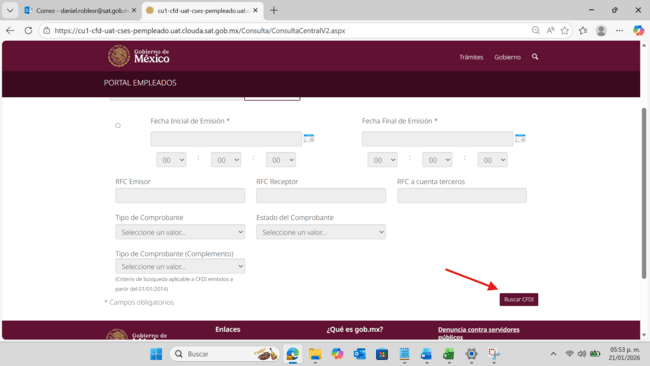 Correo - daniel.roblesr@sat.gob.m
cu1-cfd-uat-cses-pempleado.uat.c
https://cu1-cfd-uat-cses-pempleado.uat.clouda.sat.gob.mx/Consulta/ConsultaCentralV2.aspx
Gobierno de
México
Trámites
Gobierno
PORTAL EMPLEADOS
Fecha Inicial de Emisión *
Fecha Final de Emisión *
00 : 00 : 00
00 : 00 : 00
RFC Emisor
RFC Receptor
RFC a cuenta terceros
Tipo de Comprobante
Estado del Comprobante
Seleccione un valor...
Seleccione un valor...
Tipo de Comprobante (Complemento)
Seleccione un valor...
(Criterio de búsqueda aplicable a CFDI emitidos a
partir del 01/01/2014)
* Campos obligatorios
Buscar CFDI
Gobierno de
México
Enlaces
¿Qué es gob.mx?
Denuncia contra servidores
públicos
Buscar
05:53 p. m.
21/01/2026